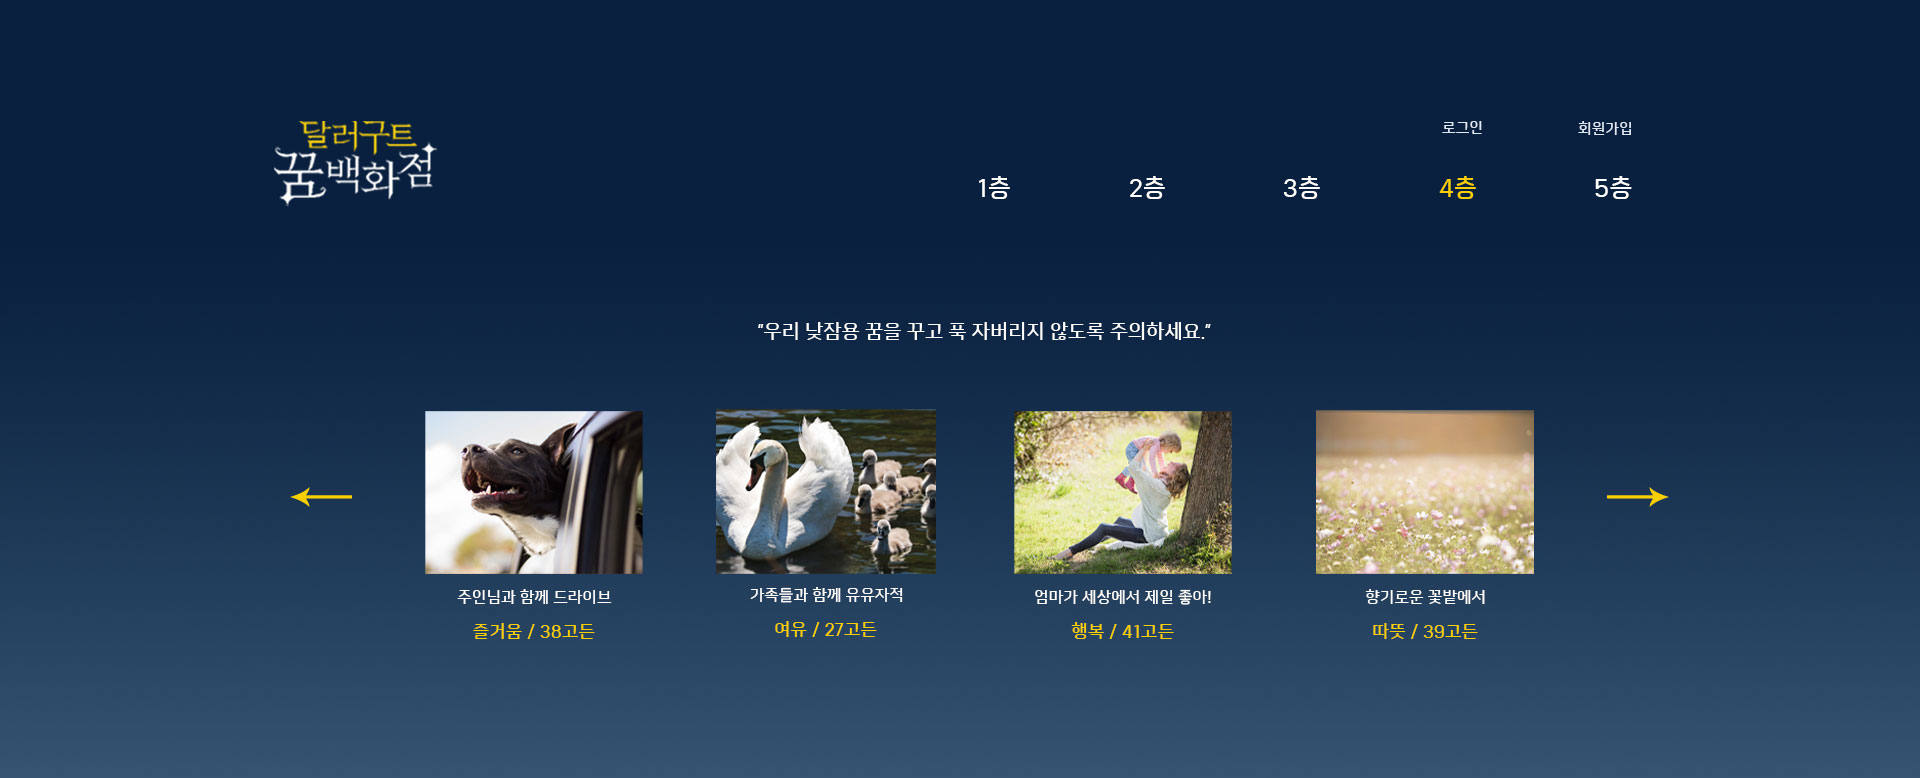 달러구트
꿈백화점
로그인 회원가입
1층 2층 3층 4층 5층
"우리 낮잠용 꿈을 꾸고 푹 자버리지 않도록 주의하세요."
주인님과 함께 드라이브
즐거움 / 38고든
가족들과 함께 유유자적
여유 / 27고든
엄마가 세상에서 제일 좋아!
행복 / 41고든
향기로운 꽃밭에서
따뜻 / 39고든